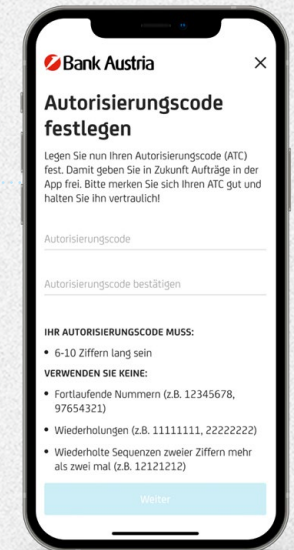 Bank Austria
Autorisierungscode
festlegen
Legen Sie nun Ihren Autorisierungscode (ATC)
fest. Damit geben Sie in Zukunft Aufträge in der
App frei. Bitte merken Sie sich Ihren ATC gut und
halten Sie ihn vertraulich!
Autorisierungscode
Autorisierungscode bestätigen
IHR AUTORISIERUNGSCODE MUSS:
• 6-10 Ziffern lang sein
VERWENDEN SIE KEINE:
• Fortlaufende Nummern (z.B. 12345678,
97654321)
• Wiederholungen (z.B. 11111111, 22222222)
• Wiederholte Sequenzen zweier Ziffern mehr
als zwei mal (z.B. 12121212)
Weiter